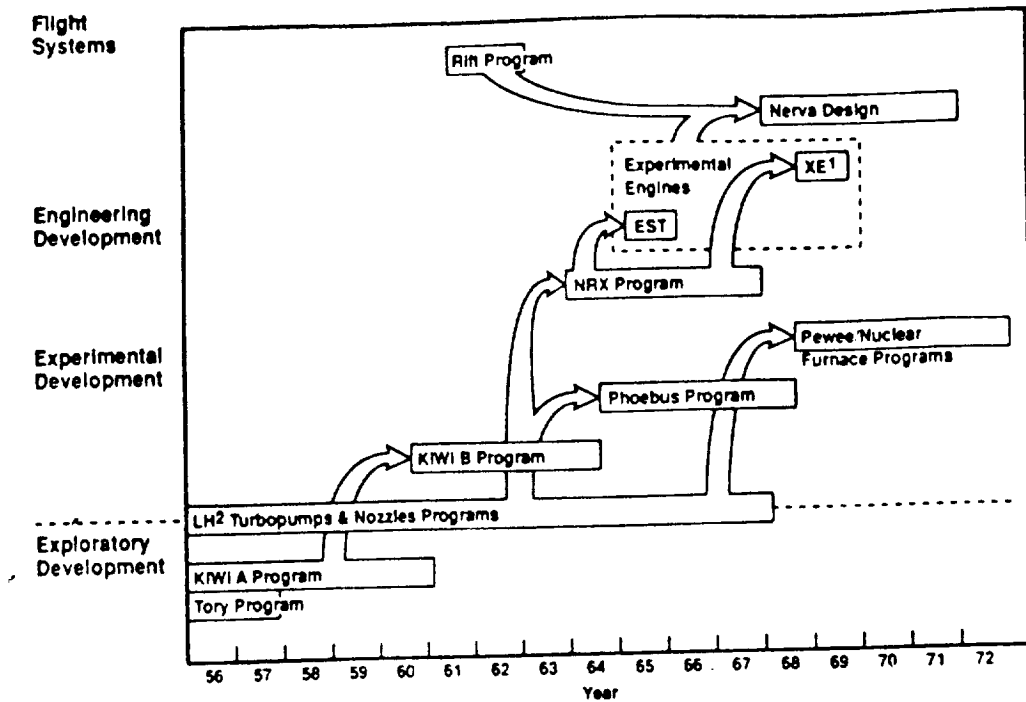 Flight
Systems
Rift Program
Nerva Design
Experimental
Engines
XE1
Engineering
Development
EST
NRX Program
Experimental
Development
Pewee/Nuclear
Furnace Programs
Phoebus Program
KIWI B Program
LH2 Turbopumps & Nozzles Programs
Exploratory
Development
KIWI A Program
Tory Program
56 57 58 59 60 61 62 63 64 65 66 67 68 69 70 71 72
Year